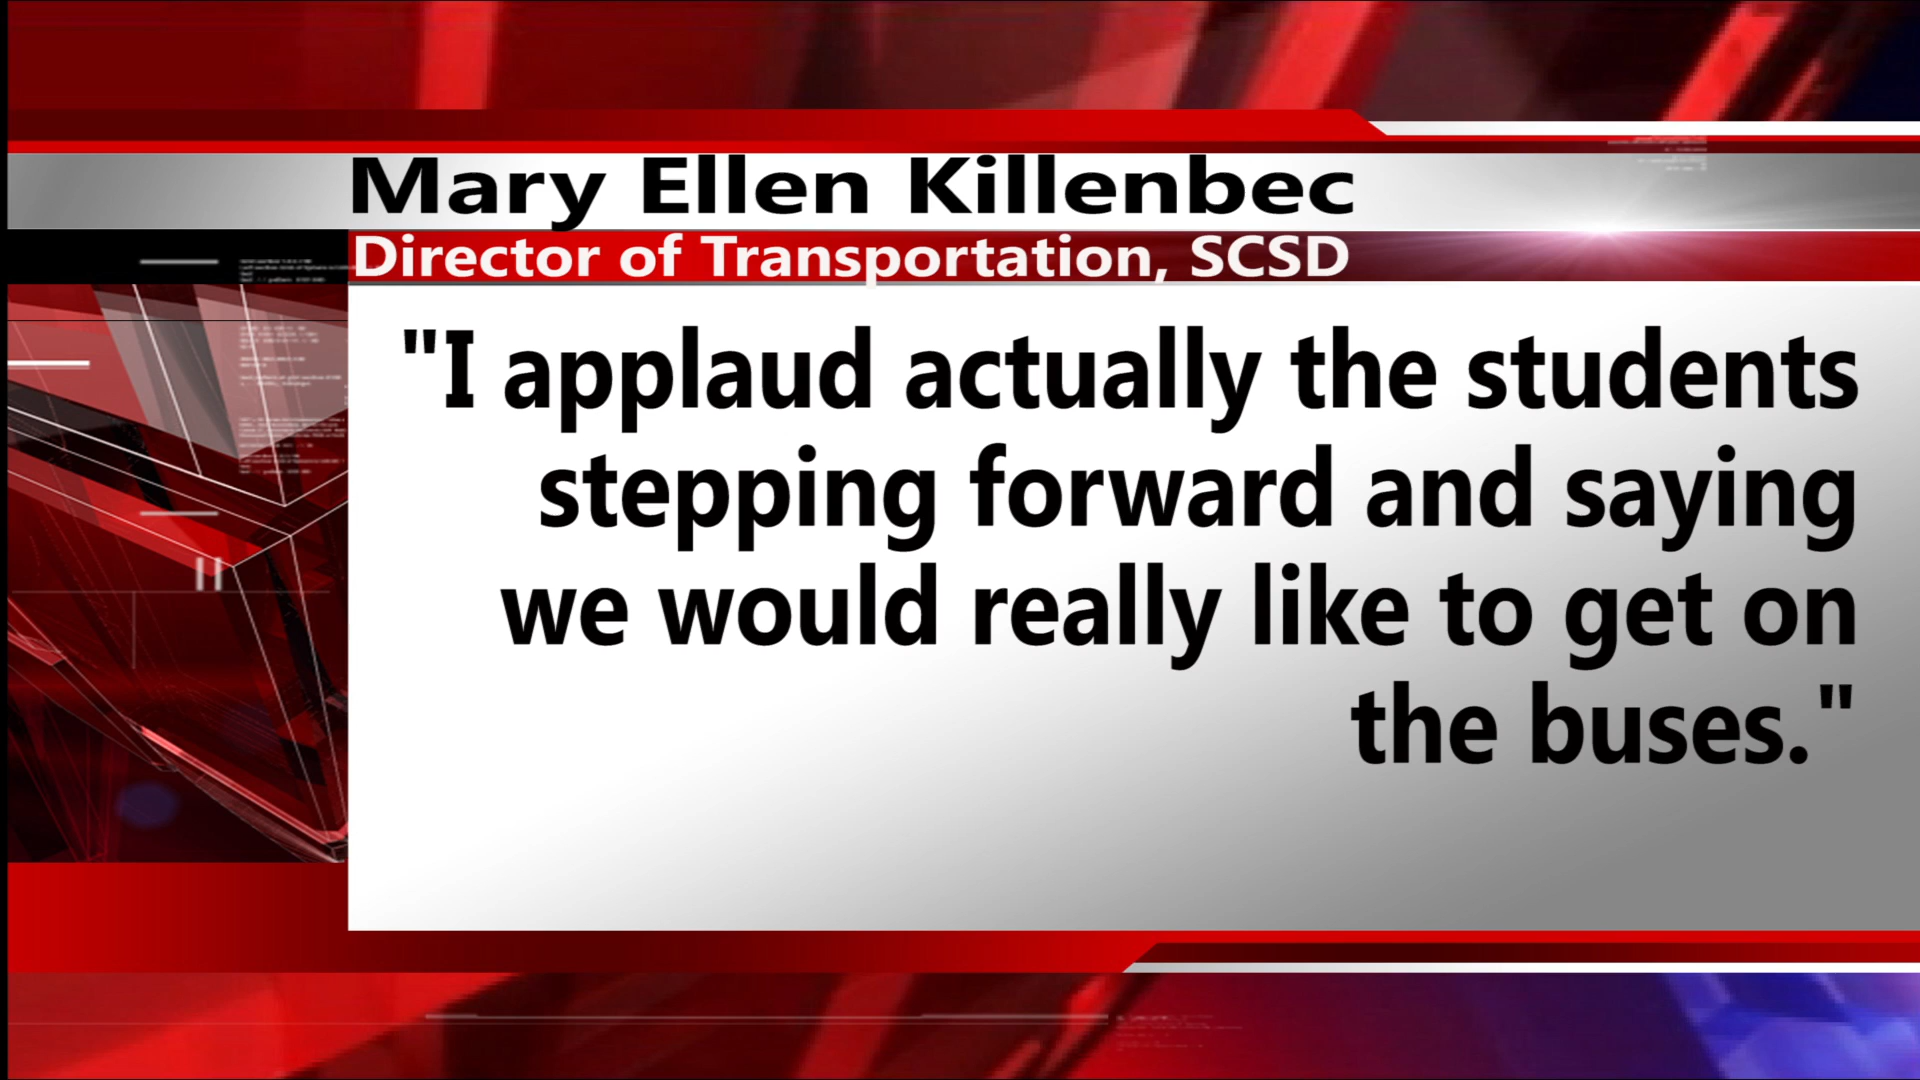 Mary Ellen Killenbec
Director of Transportation, SCSD
"I applaud actually the students
stepping forward and saying
we would really like to get on
the buses."